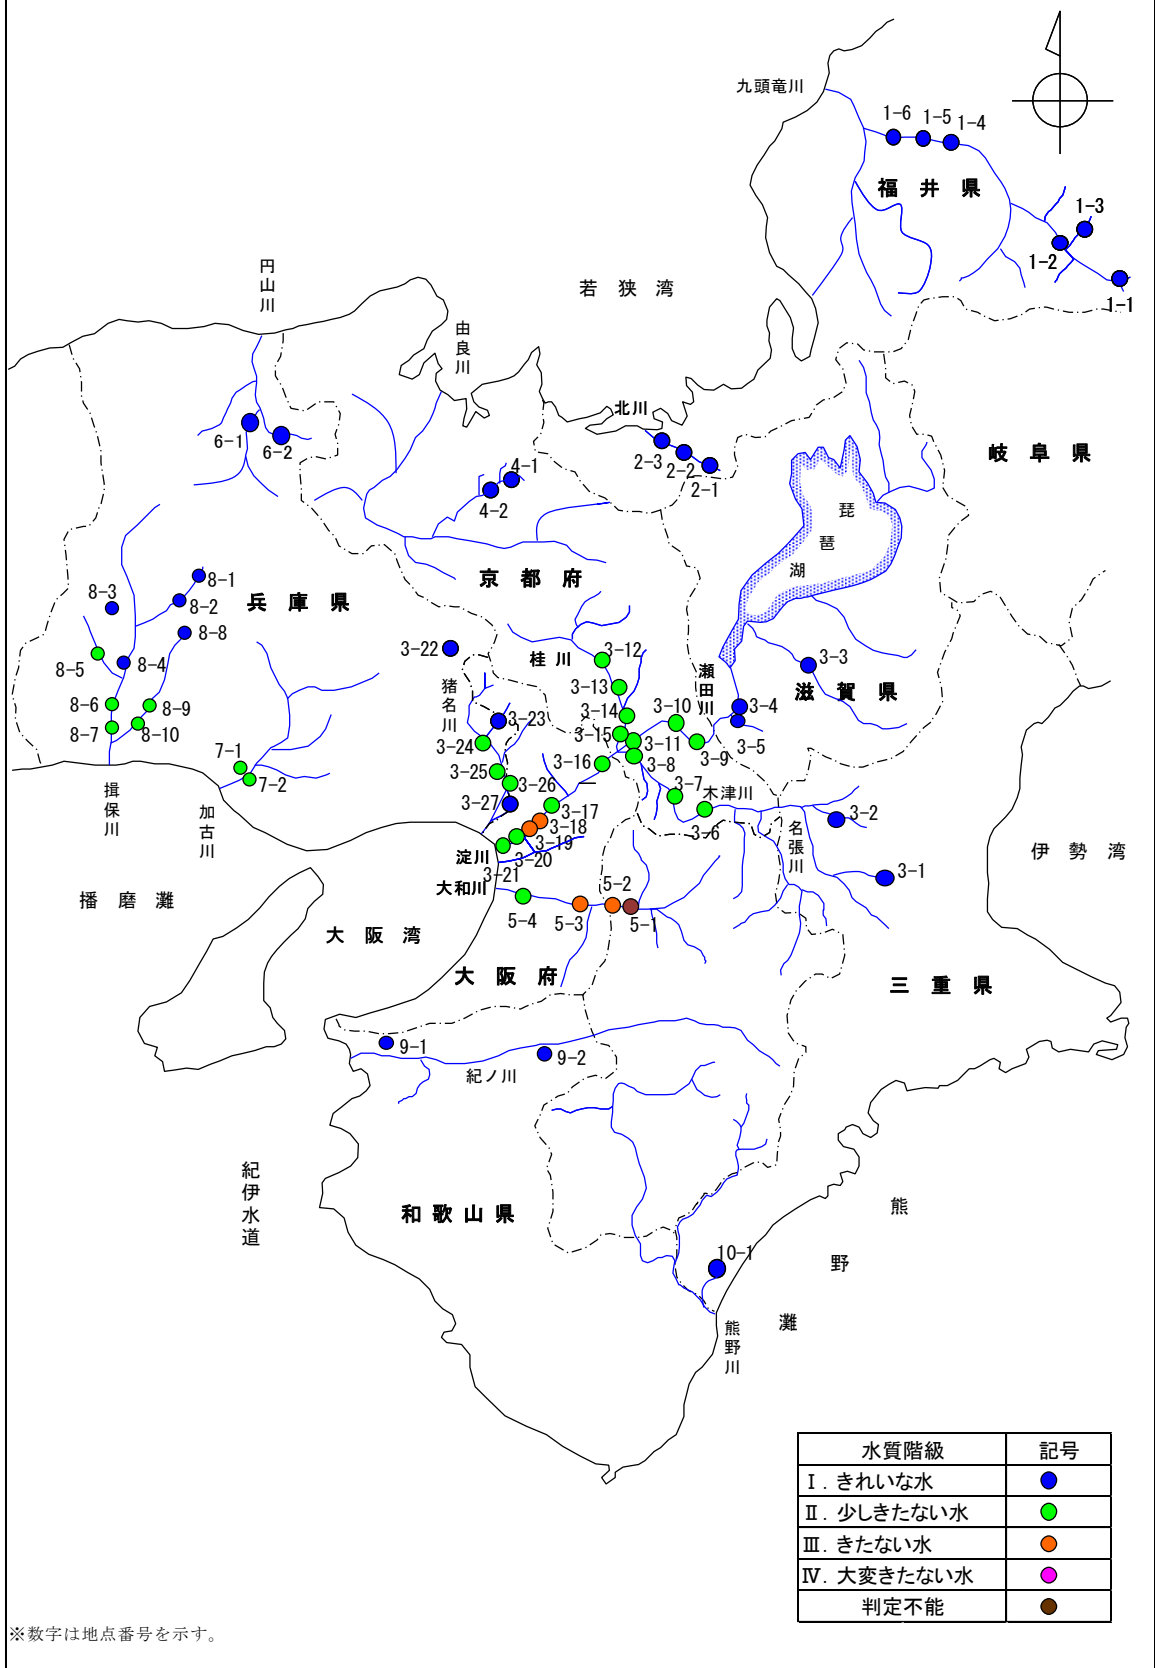 九頭竜川
1-6
1-5
1-4
福井県
1-3
1-2
1-1
円山川
若狭湾
由良川
北川
2-3
2-2
2-1
岐阜県
6-1
6-2
4-1
4-2
琵琶湖
京都府
8-1
8-3
8-2
兵庫県
8-8
8-5
8-4
3-22
桂川
3-12
瀬田川
3-3
滋賀県
猪名川
3-13
8-6
8-9
8-7
8-10
3-23
3-14
3-10
3-4
3-24
3-15
3-11
3-9
3-5
7-1
7-2
3-25
3-16
3-8
3-26
3-7
木津川
揖保川
加古川
3-27
3-17
3-18
3-6
名張川
3-2
3-19
淀川
3-20
伊勢湾
3-21
大和川
5-2
3-1
播磨灘
5-4
5-3
5-1
大阪湾
大阪府
三重県
9-1
紀ノ川
9-2
紀伊水道
和歌山県
熊野灘
10-1
熊野川
水質階級 記号
Ⅰ. きれいな水
Ⅱ. 少しきたない水
Ⅲ. きたない水
Ⅳ. 大変きたない水
判定不能
※数字は地点番号を示す。